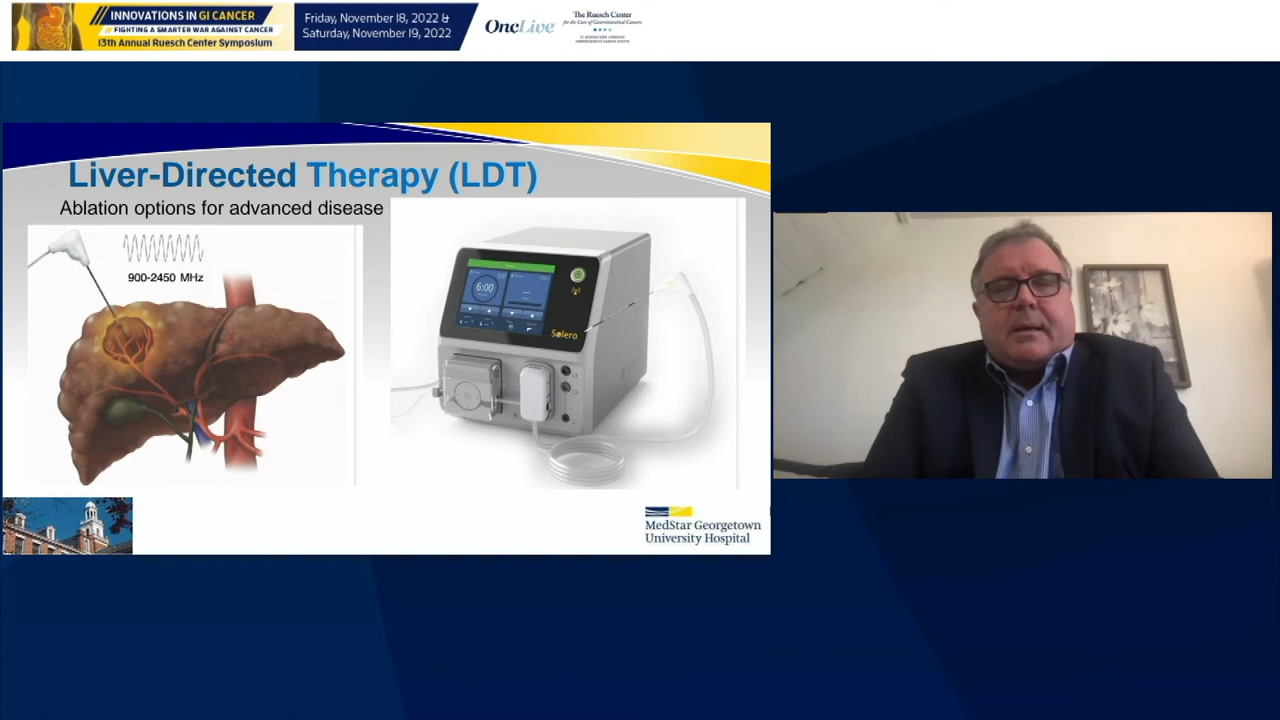 INNOVATIONS IN GI CANCER
FIGHTING A SMARTER WAR AGAINST CANCER
13th Annual Ruesch Center Symposium
Friday, November 18, 2022 &
Saturday, November 19, 2022
OncLive
The Ruesch Center
for the Cure of Gastrointestinal Cancers
Liver-Directed Therapy (LDT)
Ablation options for advanced disease
900-2450 MHz
6:00
Solero
MedStar Georgetown
University Hospital